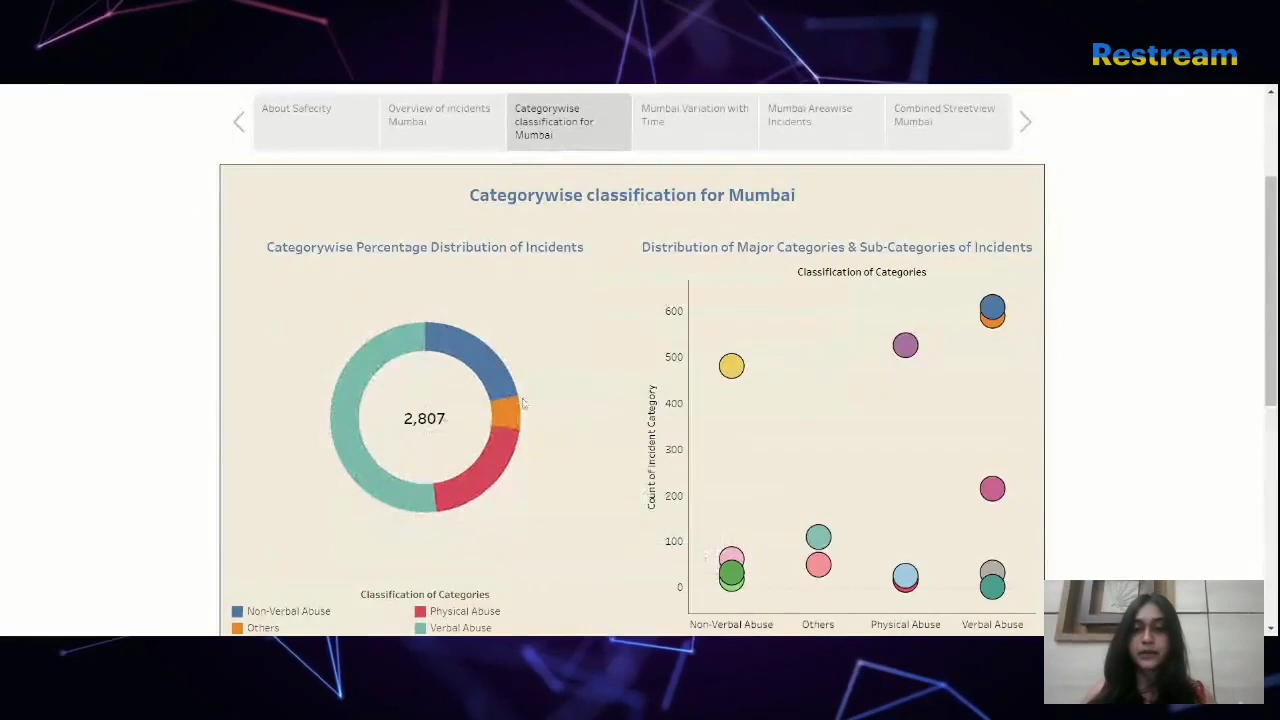 Restream
About Safecity
Overview of incidents
Mumbai
Categorywise
classification for
Mumbai
Mumbai Variation with
Time
Mumbai Areawise
Incidents
Combined Streetview
Mumbai
Categorywise classification for Mumbai
Categorywise Percentage Distribution of Incidents
2,807
Classification of Categories
Non-Verbal Abuse
Physical Abuse
Others
Verbal Abuse
Distribution of Major Categories & Sub-Categories of Incidents
Classification of Categories
Count of Incident Category
600
500
400
300
200
100
0
Non-Verbal Abuse
Others
Physical Abuse
Verbal Abuse